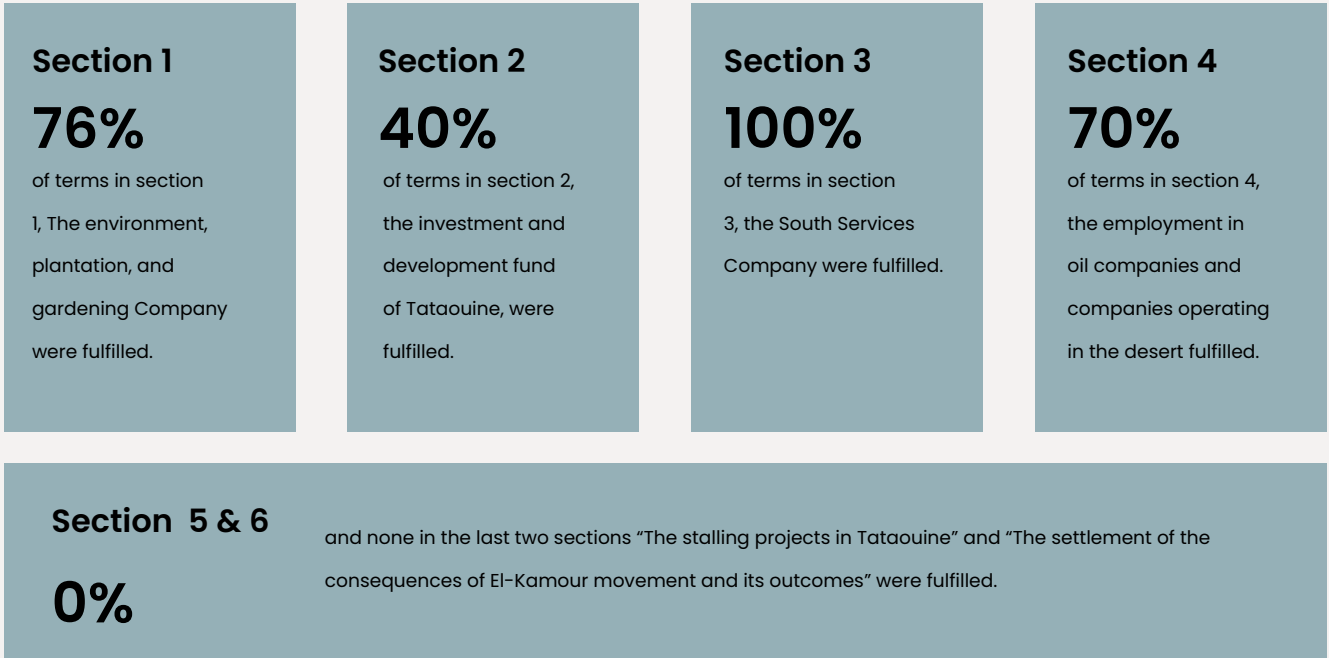 Section 1
76%
of terms in section
1, The environment,
plantation, and
gardening Company
were fulfilled.
Section 2
40%
of terms in section 2,
the investment and
development fund
of Tataouine, were
fulfilled.
Section 3
100%
of terms in section
3, the South Services
Company were fulfilled.
Section 4
70%
of terms in section 4,
the employment in
oil companies and
companies operating
in the desert fulfilled.
Section 5 & 6
0%
and none in the last two sections “The stalling projects in Tataouine” and “The settlement of the
consequences of El-Kamour movement and its outcomes” were fulfilled.